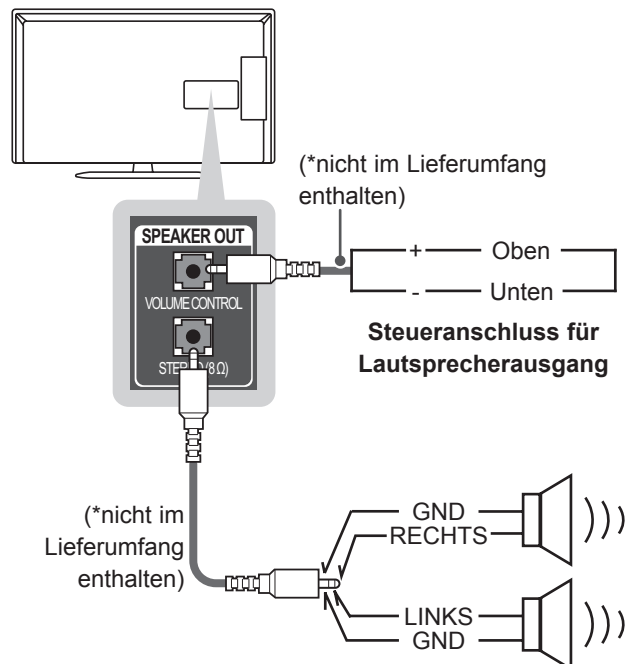 (*nicht im Lieferumfang
enthalten)
SPEAKER OUT
+ Oben
VOLUME CONTROL
- Unten
Steueranschluss für
Lautsprecherausgang
(8 Ω)
(*nicht im
Lieferumfang
enthalten)
GND
RECHTS
LINKS
GND